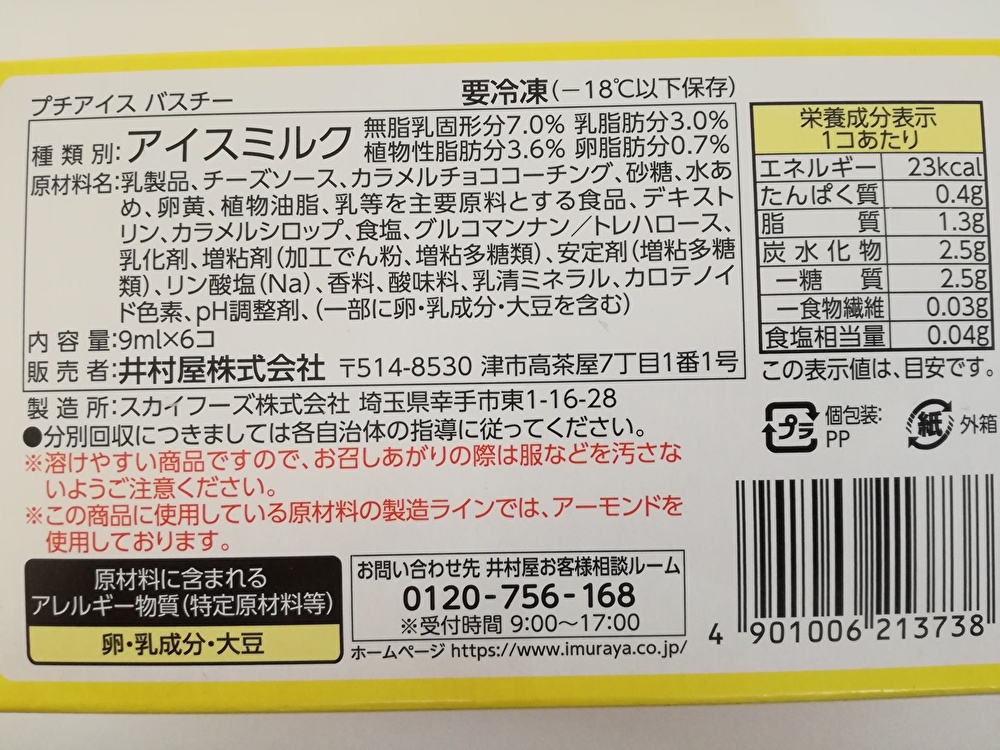 プチアイス バスチー
要冷凍(－18℃以下保存)
種類別:アイスミルク 無脂乳固形分7.0% 乳脂肪分3.0%
植物性脂肪分3.6% 卵脂肪分0.7%
原材料名:乳製品、チーズソース、カラメルチョココーチング、砂糖、水あ
め、卵黄、植物油脂、乳等を主要原料とする食品、デキスト
リン、カラメルシロップ、食塩、グルコマンナン／トレハロース、
乳化剤、増粘剤(加工でん粉、増粘多糖類)、安定剤(増粘多糖
類)、リン酸塩(Na)、香料、酸味料、乳清ミネラル、カロテノイ
ド色素、pH調整剤、(一部に卵・乳成分・大豆を含む)
内容量:9ml×6コ
販売者:井村屋株式会社 〒514-8530 津市高茶屋7丁目1番1号
製造所:スカイフーズ株式会社 埼玉県幸手市東1-16-28
●分別回収につきましては各自治体の指導に従ってください。
※溶けやすい商品ですので、お召しあがりの際は服などを汚さな
いようご注意ください。
※この商品に使用している原材料の製造ラインでは、アーモンドを
使用しております。
原材料に含まれる
アレルギー物質(特定原材料等)
卵・乳成分・大豆
お問い合わせ先 井村屋お客様相談ルーム
0120-756-168
※受付時間 9:00〜17:00
ホームページ https://www.imuraya.co.jp/
栄養成分表示
1コあたり
エネルギー 23kcal
たんぱく質 0.4g
脂質 1.3g
炭水化物 2.5g
－糖質 2.5g
－食物繊維 0.03g
食塩相当量 0.04g
この表示値は、目安です。
プラ 個包装:
PP
紙 外箱
4 901006 213738